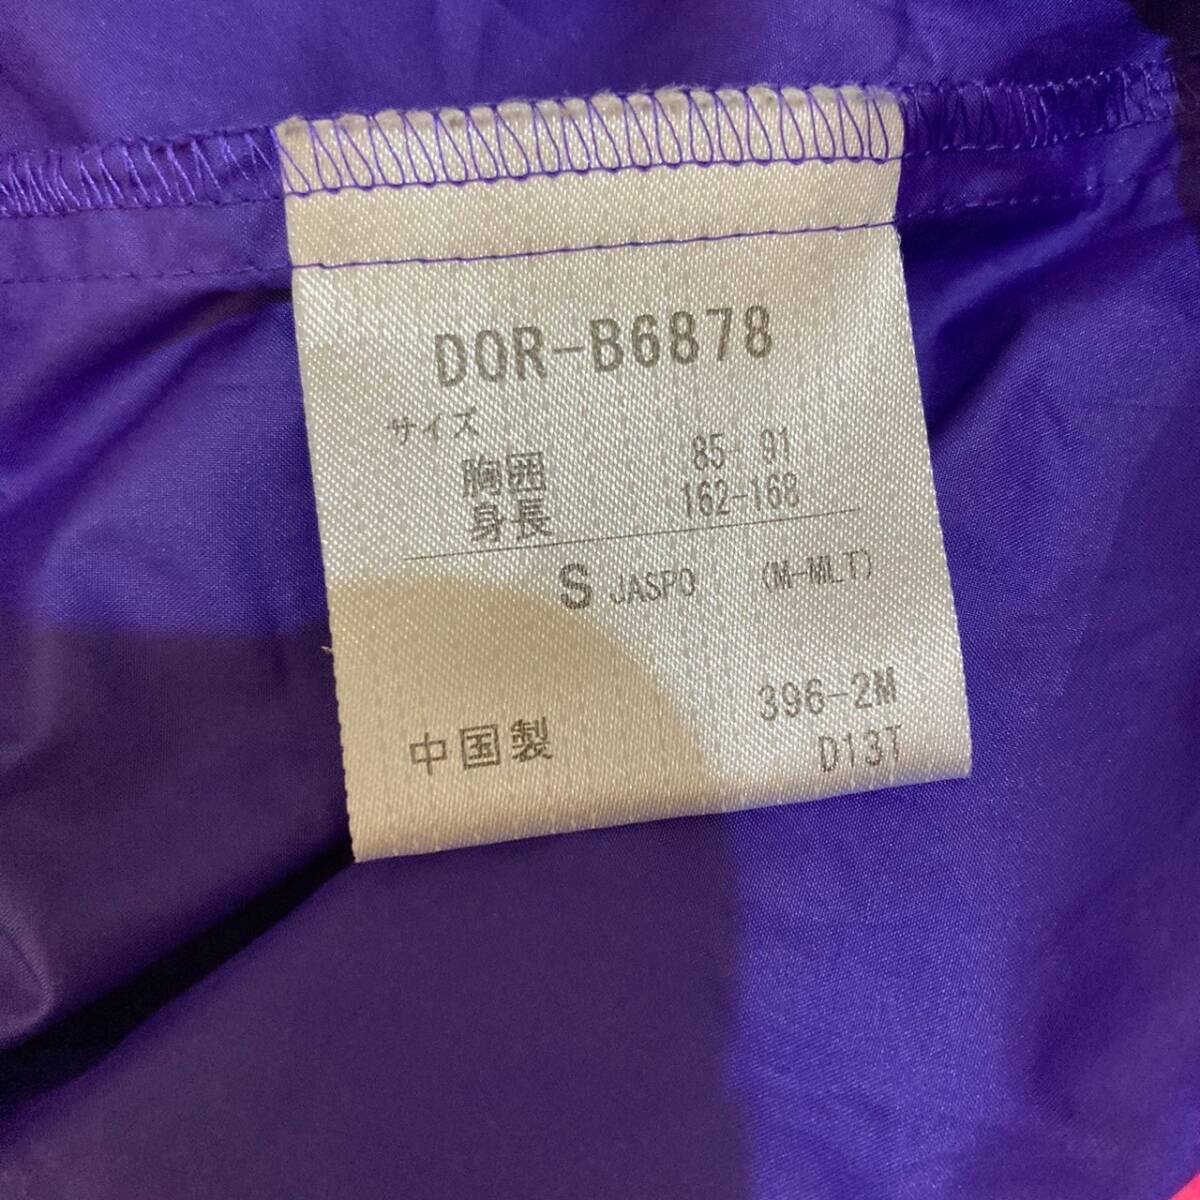 DOR-B6878
サイズ
胸囲 85- 91
身長 162-168
S JASPO (M-MLT)
396-2M
中国製 D13T